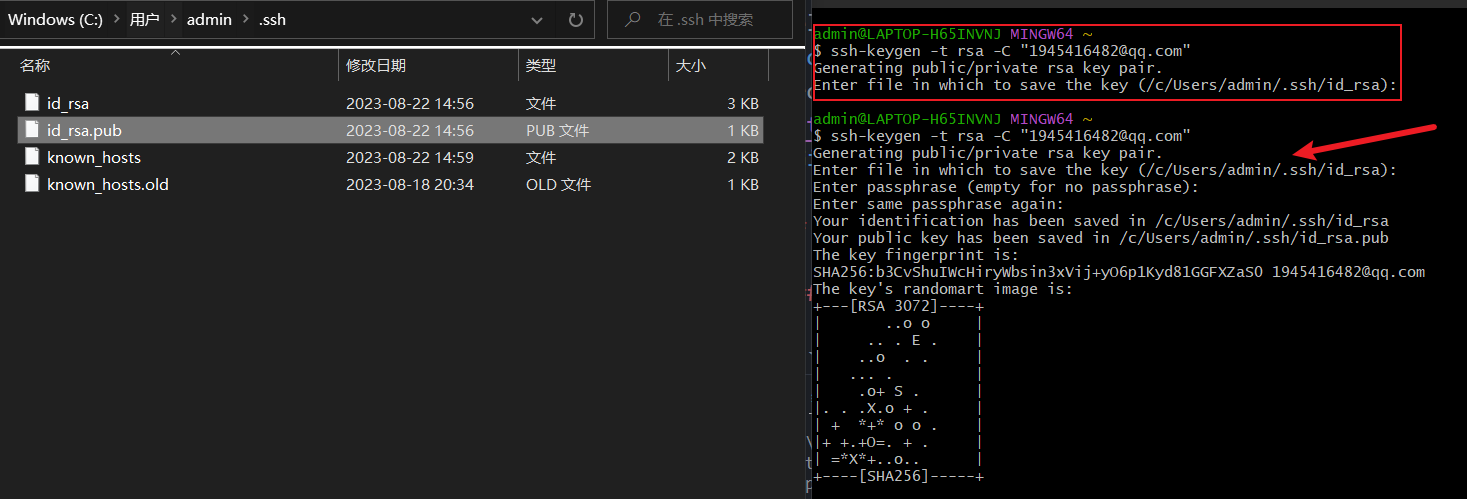 Windows (C:) > 用户 > admin > .ssh
在 .ssh 中搜索
名称 修改日期 类型 大小
id_rsa 2023-08-22 14:56 文件 3 KB
id_rsa.pub 2023-08-22 14:56 PUB 文件 1 KB
known_hosts 2023-08-22 14:59 文件 2 KB
known_hosts.old 2023-08-18 20:34 OLD 文件 1 KB
admin@LAPTOP-H65INVNJ MINGW64 ~
$ ssh-keygen -t rsa -C "1945416482@qq.com"
Generating public/private rsa key pair.
Enter file in which to save the key (/c/Users/admin/.ssh/id_rsa):
admin@LAPTOP-H65INVNJ MINGW64 ~
$ ssh-keygen -t rsa -C "1945416482@qq.com"
Generating public/private rsa key pair.
Enter file in which to save the key (/c/Users/admin/.ssh/id_rsa):
Enter passphrase (empty for no passphrase):
Enter same passphrase again:
Your identification has been saved in /c/Users/admin/.ssh/id_rsa
Your public key has been saved in /c/Users/admin/.ssh/id_rsa.pub
The key fingerprint is:
SHA256:b3CvShuIWcHiryWbsin3xVij+yO6p1Kyd81GGFXZaSO 1945416482@qq.com
The key's randomart image is:
+---[RSA 3072]----+
|       ..o o     |
|      .. . E .    |
|     ..o  . .     |
|    ... .         |
|     .o+ S .      |
|. . .X.o + .     |
| +  *+* o o .    |
|+ +.+O=. + .     |
| =*X*+..o..      |
+----[SHA256]-----+